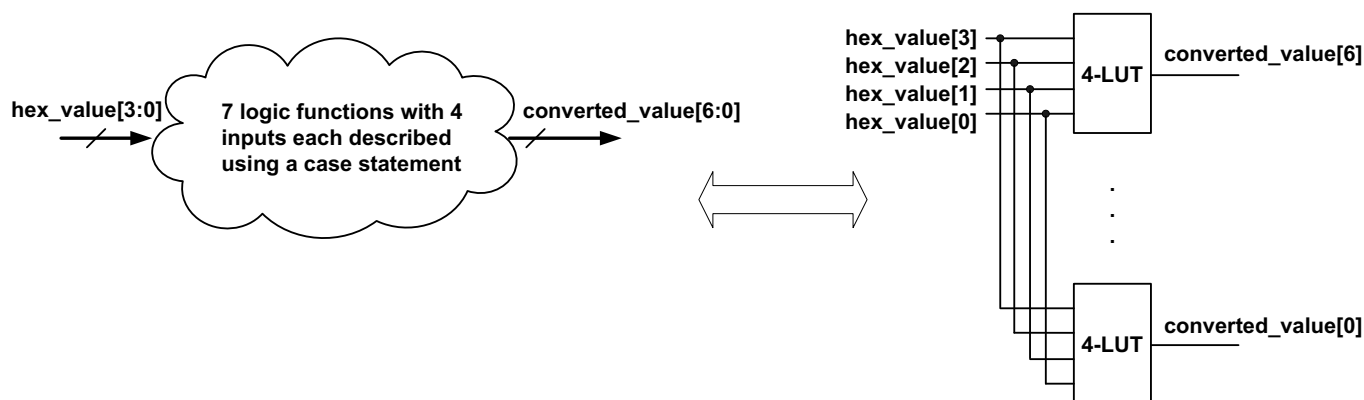 hex_value[3:0]
7 logic functions with 4
inputs each described
using a case statement
converted_value[6:0]
hex_value[3]
hex_value[2]
hex_value[1]
hex_value[0]
4-LUT
converted_value[6]
.
.
.
4-LUT
converted_value[0]